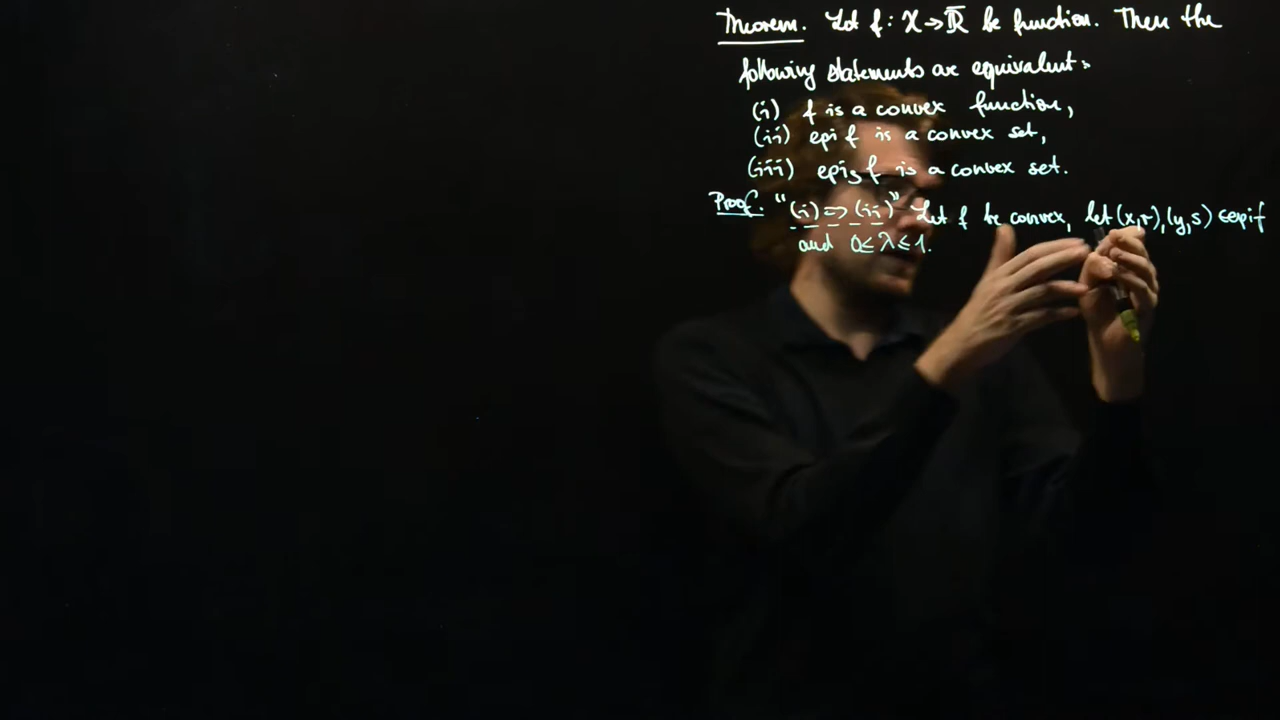 Theorem. Let f: X → R̅ be function. Then the
following statements are equivalent:
(i) f is a convex function,
(ii) epi f is a convex set,
(iii) epi_s f is a convex set.
Proof. "(i) => (ii)" Let f be convex, let (x,r),(y,s) ∈ epi f
and 0 ≤ λ ≤ 1.